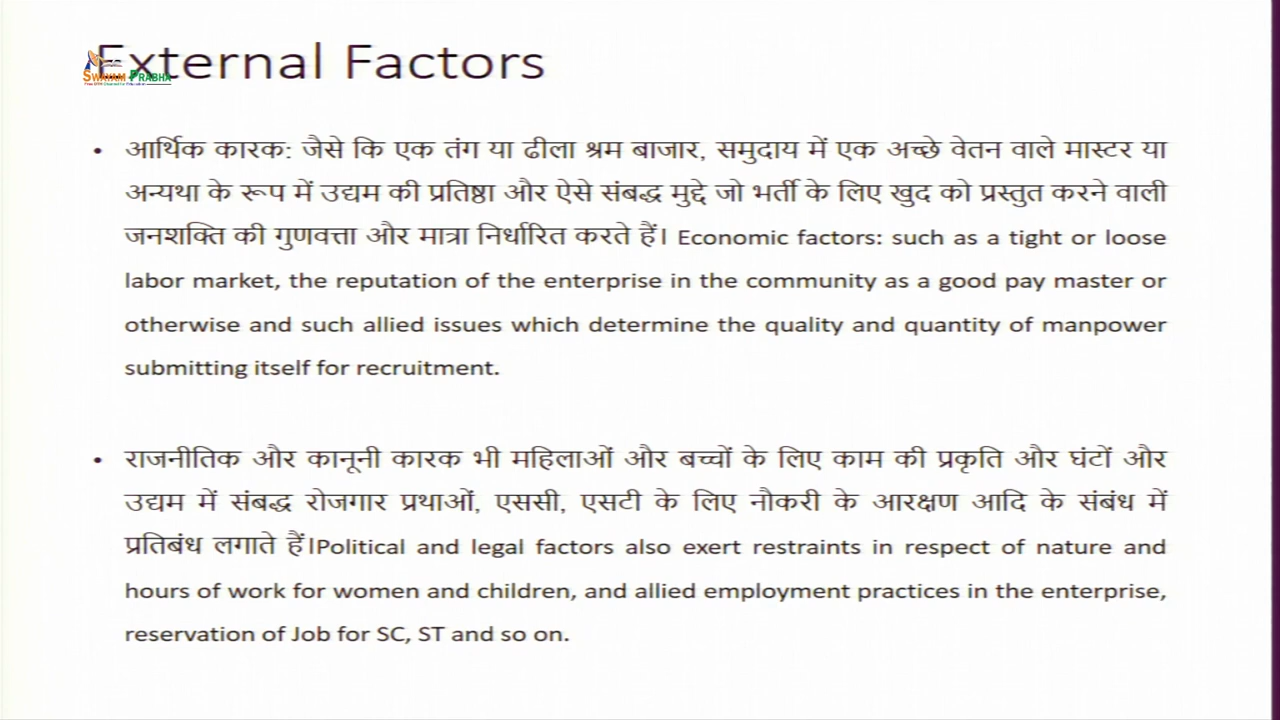 External Factors
SWAYAM PRABHA
• आर्थिक कारक: जैसे कि एक तंग या ढीला श्रम बाजार, समुदाय में एक अच्छे वेतन वाले मास्टर या
अन्यथा के रूप में उद्यम की प्रतिष्ठा और ऐसे संबद्ध मुद्दे जो भर्ती के लिए खुद को प्रस्तुत करने वाली
जनशक्ति की गुणवत्ता और मात्रा निर्धारित करते हैं। Economic factors: such as a tight or loose
labor market, the reputation of the enterprise in the community as a good pay master or
otherwise and such allied issues which determine the quality and quantity of manpower
submitting itself for recruitment.
• राजनीतिक और कानूनी कारक भी महिलाओं और बच्चों के लिए काम की प्रकृति और घंटों और
उद्यम में संबद्ध रोजगार प्रथाओं, एससी, एसटी के लिए नौकरी के आरक्षण आदि के संबंध में
प्रतिबंध लगाते हैं।Political and legal factors also exert restraints in respect of nature and
hours of work for women and children, and allied employment practices in the enterprise,
reservation of Job for SC, ST and so on.